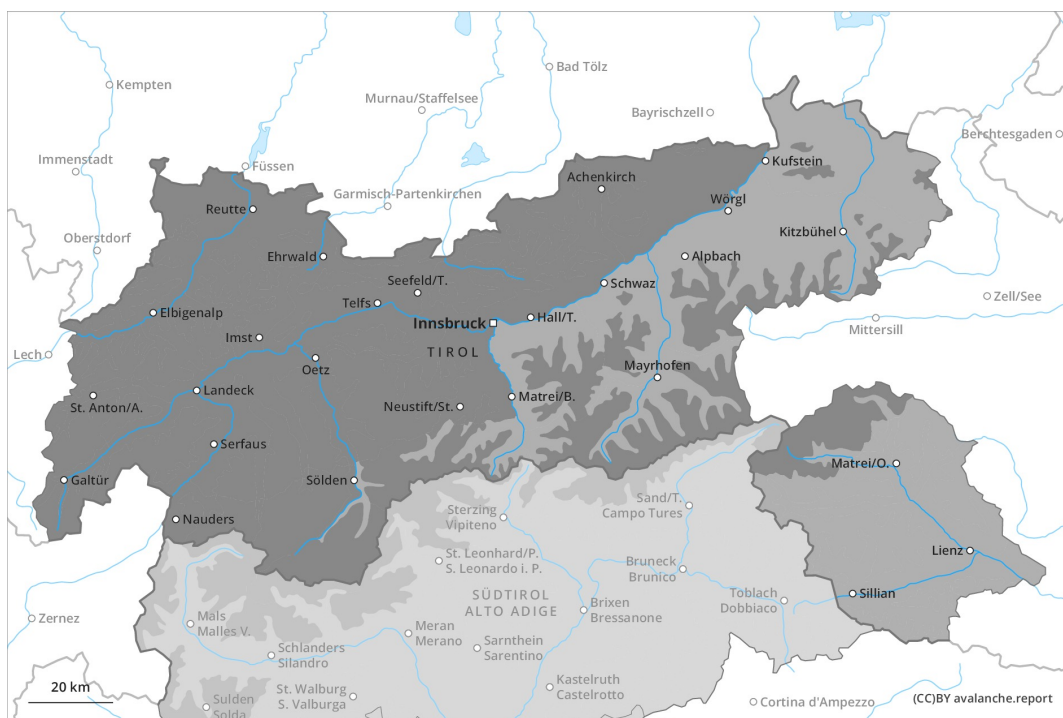 Kempten
Bad Tölz
Murnau/Staffelsee
Bayrischzell
Berchtesgaden
Immenstadt
Füssen
Kufstein
Achenkirch
Garmisch-Partenkirchen
Reutte
Wörgl
Kitzbühel
Oberstdorf
Ehrwald
Alpbach
Seefeld/T.
Schwaz
Zell/See
Telfs
Elbigenalp
Innsbruck
Hall/T.
Mittersill
Imst
TIROL
Lech
Oetz
Mayrhofen
Landeck
St. Anton/A.
Neustift/St.
Matrei/B.
Serfaus
Matrei/O.
Galtür
Sölden
Sand/T.
Campo Tures
Sterzing
Vipiteno
Nauders
Lienz
St. Leonhard/P.
S. Leonardo i. P.
Bruneck
Brunico
SÜDTIROL
ALTO ADIGE
Sillian
Toblach
Dobbiaco
Brixen
Bressanone
Zernez
Mals
Malles V.
Meran
Merano
Sarnthein
Sarentino
Schlanders
Silandro
20 km
St. Walburg
S. Valburga
Kastelruth
Castelrotto
Sulden
Solda
Cortina d'Ampezzo
(CC)BY avalanche.report